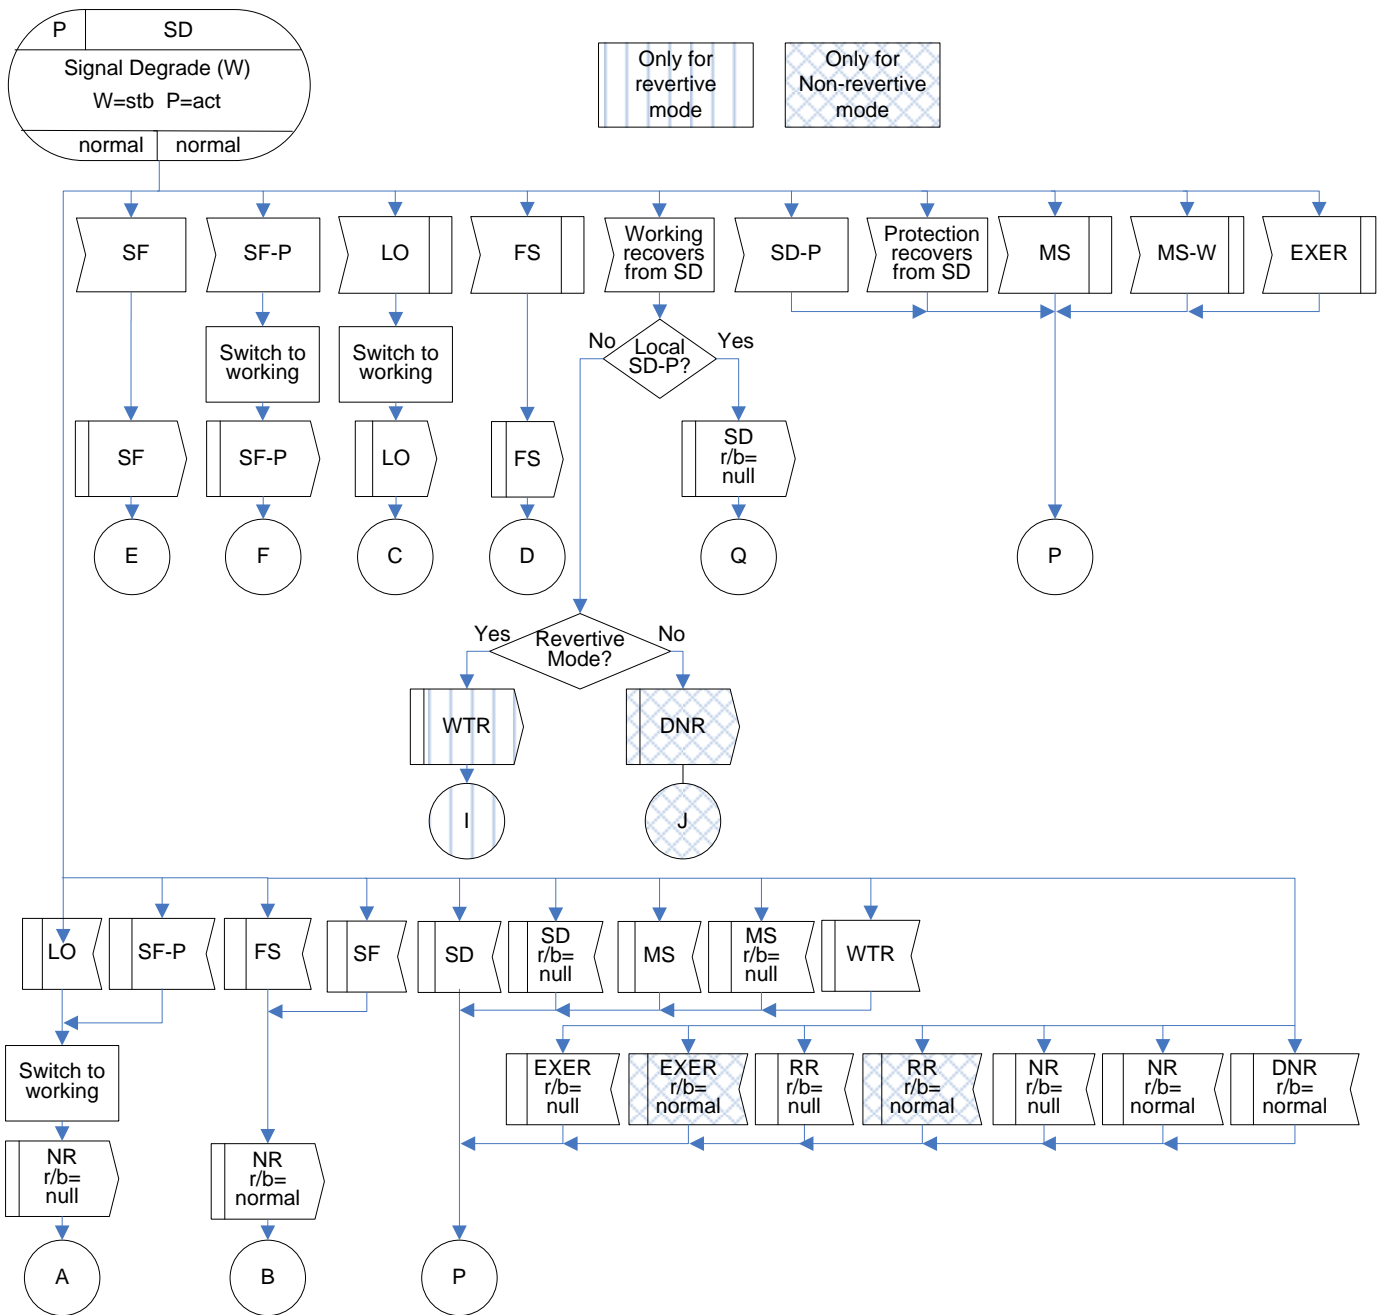 P SD
Signal Degrade (W)
W=stb P=act
normal normal
Only for
revertive
mode
Only for
Non-revertive
mode
SF
SF-P
LO
FS
Working
recovers
from SD
SD-P
Protection
recovers
from SD
MS
MS-W
EXER
Switch to
working
Switch to
working
No
Local
SD-P?
Yes
SF
SF-P
LO
FS
SD
r/b=
null
E
F
C
D
Q
P
Yes
Revertive
Mode?
No
WTR
DNR
I
J
LO
SF-P
FS
SF
SD
SD
r/b=
null
MS
MS
r/b=
null
WTR
Switch to
working
EXER
r/b=
null
EXER
r/b=
normal
RR
r/b=
null
RR
r/b=
normal
NR
r/b=
null
NR
r/b=
normal
DNR
r/b=
normal
NR
r/b=
null
NR
r/b=
normal
A
B
P